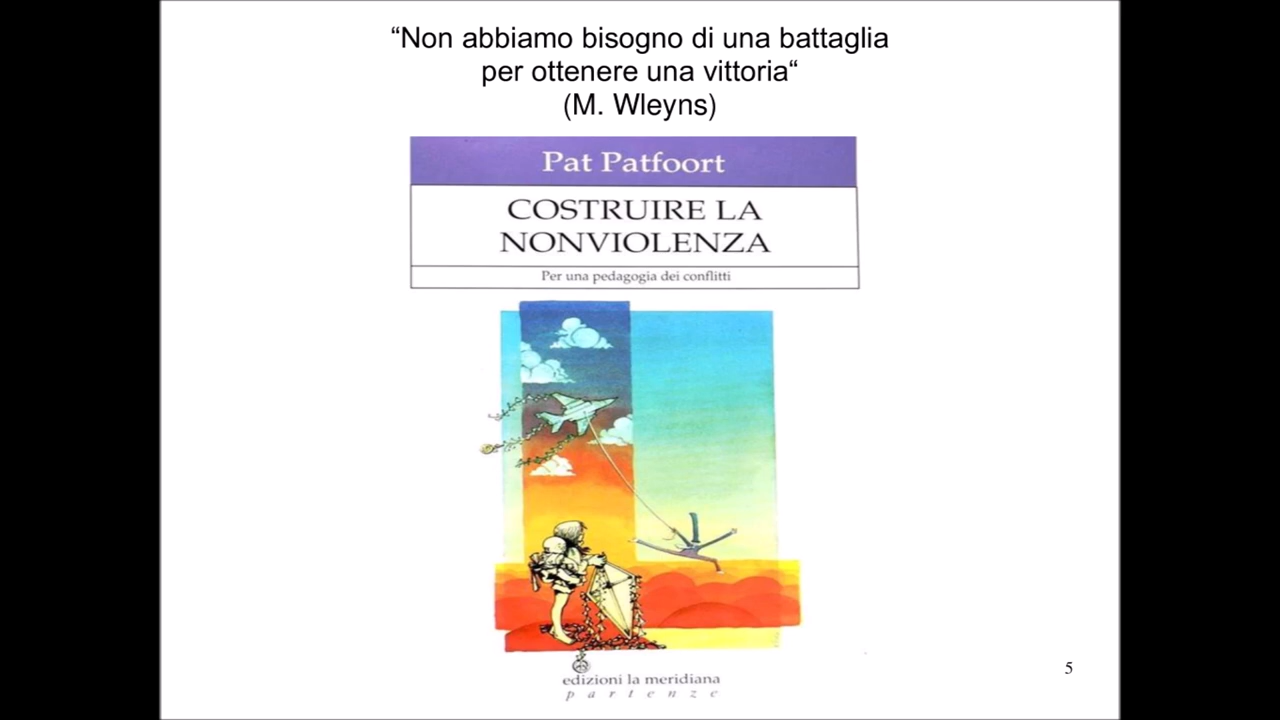 “Non abbiamo bisogno di una battaglia
per ottenere una vittoria“
(M. Wleyns)
Pat Patfoort
COSTRUIRE LA
NONVIOLENZA
Per una pedagogia dei conflitti
edizioni la meridiana
partenze
5